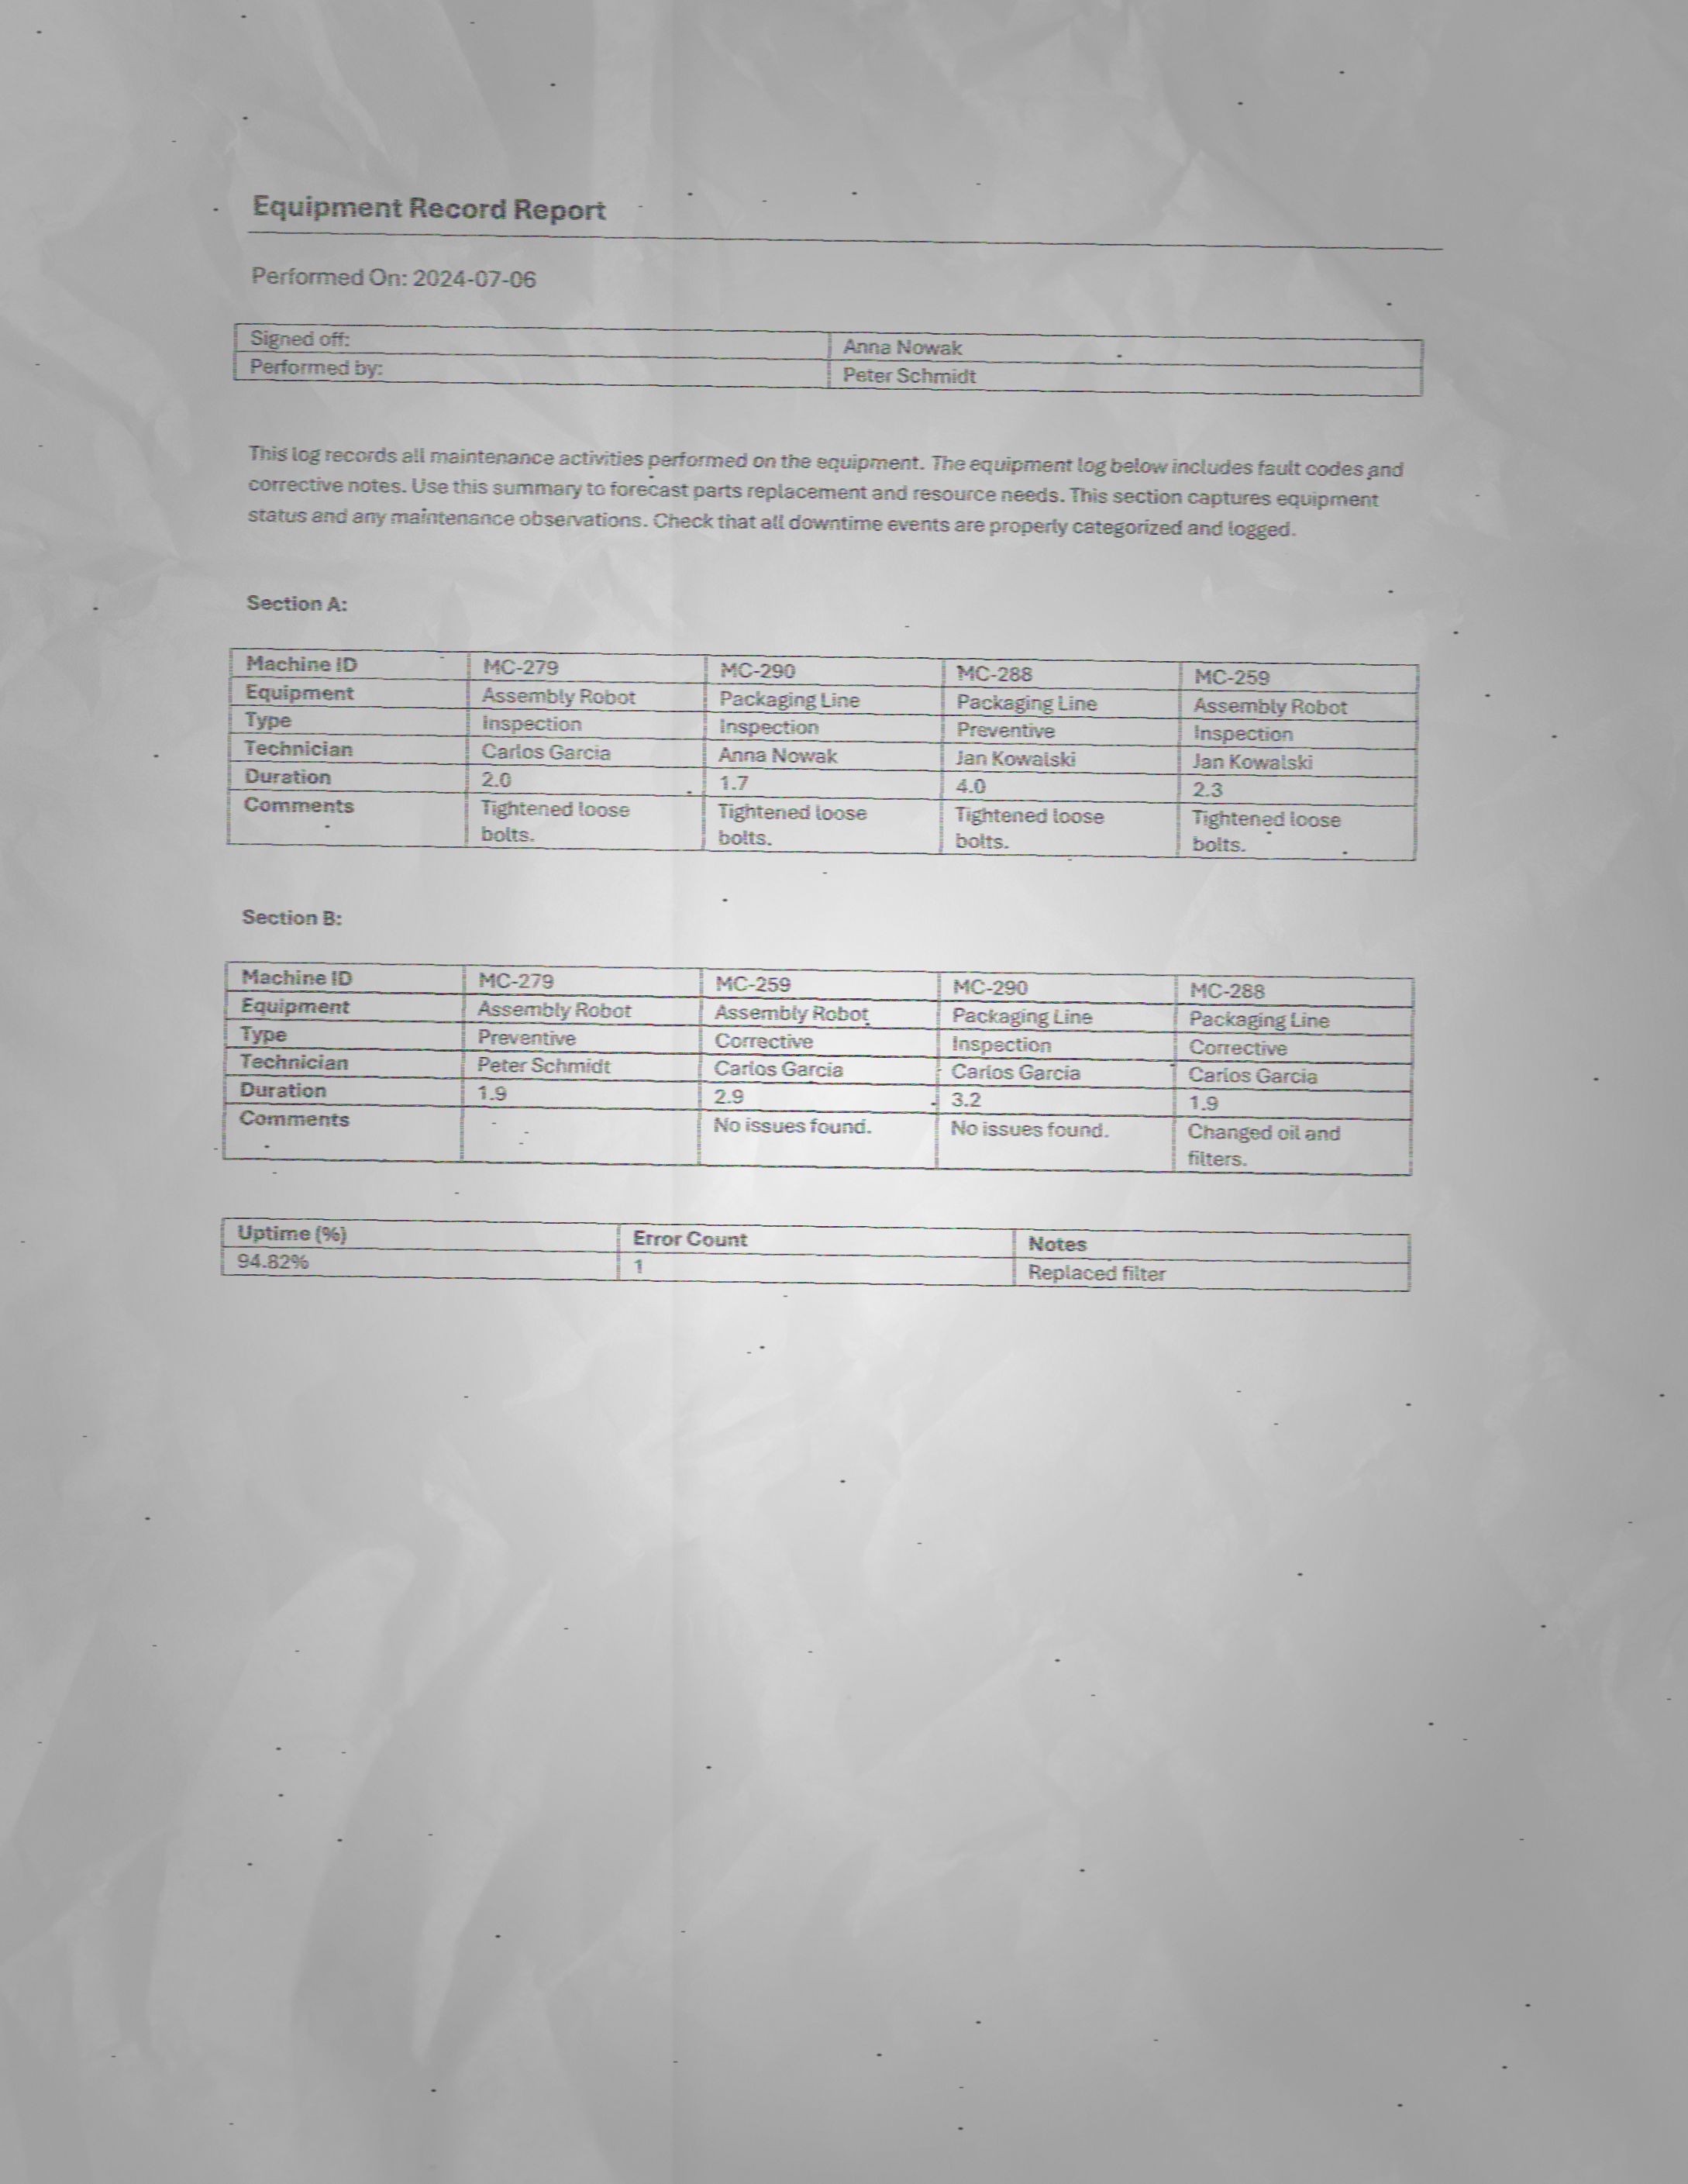 Equipment Record Report
Performed On: 2024-07-06
Signed off: Anna Nowak
Performed by: Peter Schmidt
This log records all maintenance activities performed on the equipment. The equipment log below includes fault codes and
corrective notes. Use this summary to forecast parts replacement and resource needs. This section captures equipment
status and any maintenance observations. Check that all downtime events are properly categorized and logged.
Section A:
Machine ID MC-279 MC-290 MC-288 MC-259
Equipment Assembly Robot Packaging Line Packaging Line Assembly Robot
Type Inspection Inspection Preventive Inspection
Technician Carlos Garcia Anna Nowak Jan Kowalski Jan Kowalski
Duration 2.0 1.7 4.0 2.3
Comments Tightened loose Tightened loose Tightened loose Tightened loose
bolts. bolts. bolts. bolts.
Section B:
Machine ID MC-279 MC-259 MC-290 MC-288
Equipment Assembly Robot Assembly Robot Packaging Line Packaging Line
Type Preventive Corrective Inspection Corrective
Technician Peter Schmidt Carlos Garcia Carlos Garcia Carlos Garcia
Duration 1.9 2.9 3.2 1.9
Comments No issues found. No issues found. Changed oil and
filters.
Uptime (%) Error Count Notes
94.82% 1 Replaced filter